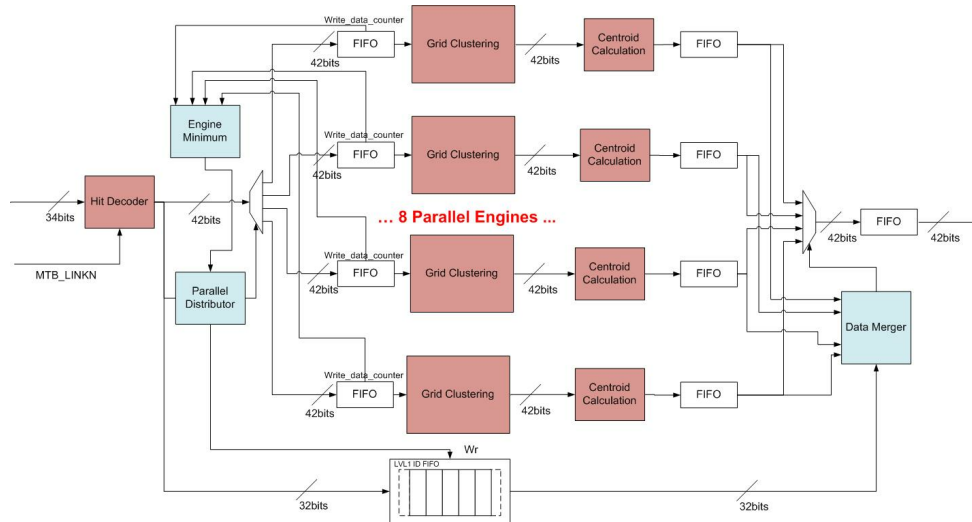 Write_data_counter
FIFO
42bits
Grid Clustering
42bits
Centroid
Calculation
FIFO
Engine
Minimum
Write_data_counter
FIFO
42bits
Grid Clustering
42bits
Centroid
Calculation
FIFO
34bits
Hit Decoder
42bits
... 8 Parallel Engines ...
42bits
FIFO
42bits
MTB_LINKN
Parallel
Distributor
Write_data_counter
FIFO
42bits
Grid Clustering
42bits
Centroid
Calculation
FIFO
Data Merger
Write_data_counter
FIFO
42bits
Grid Clustering
42bits
Centroid
Calculation
FIFO
Wr
LVL1 ID FIFO
32bits
32bits